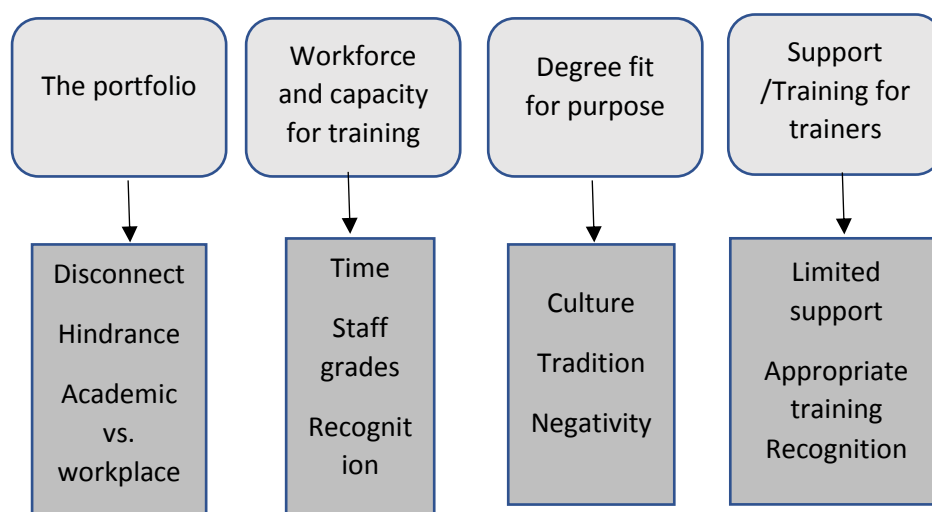 The portfolio
Workforce
and capacity
for training
Degree fit
for purpose
Support
/Training for
trainers
Disconnect
Hindrance
Academic
vs.
workplace
Time
Staff
grades
Recognit
ion
Culture
Tradition
Negativity
Limited
support
Appropriate
training
Recognition